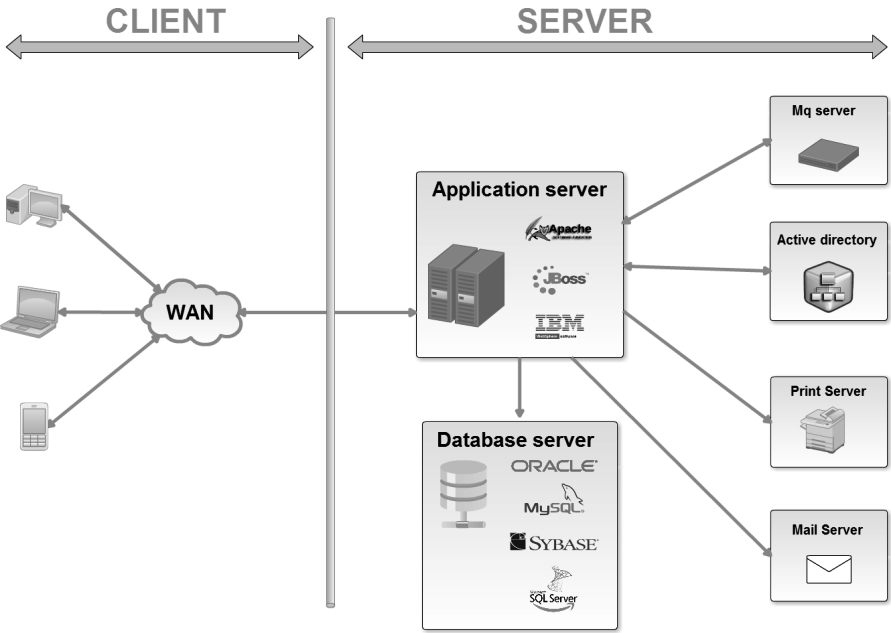 CLIENT
SERVER
Mq server
Application server
Apache
JBoss
IBM
software
Active directory
WAN
Print Server
Database server
ORACLE
MySQL
SYBASE
SQL Server
Mail Server